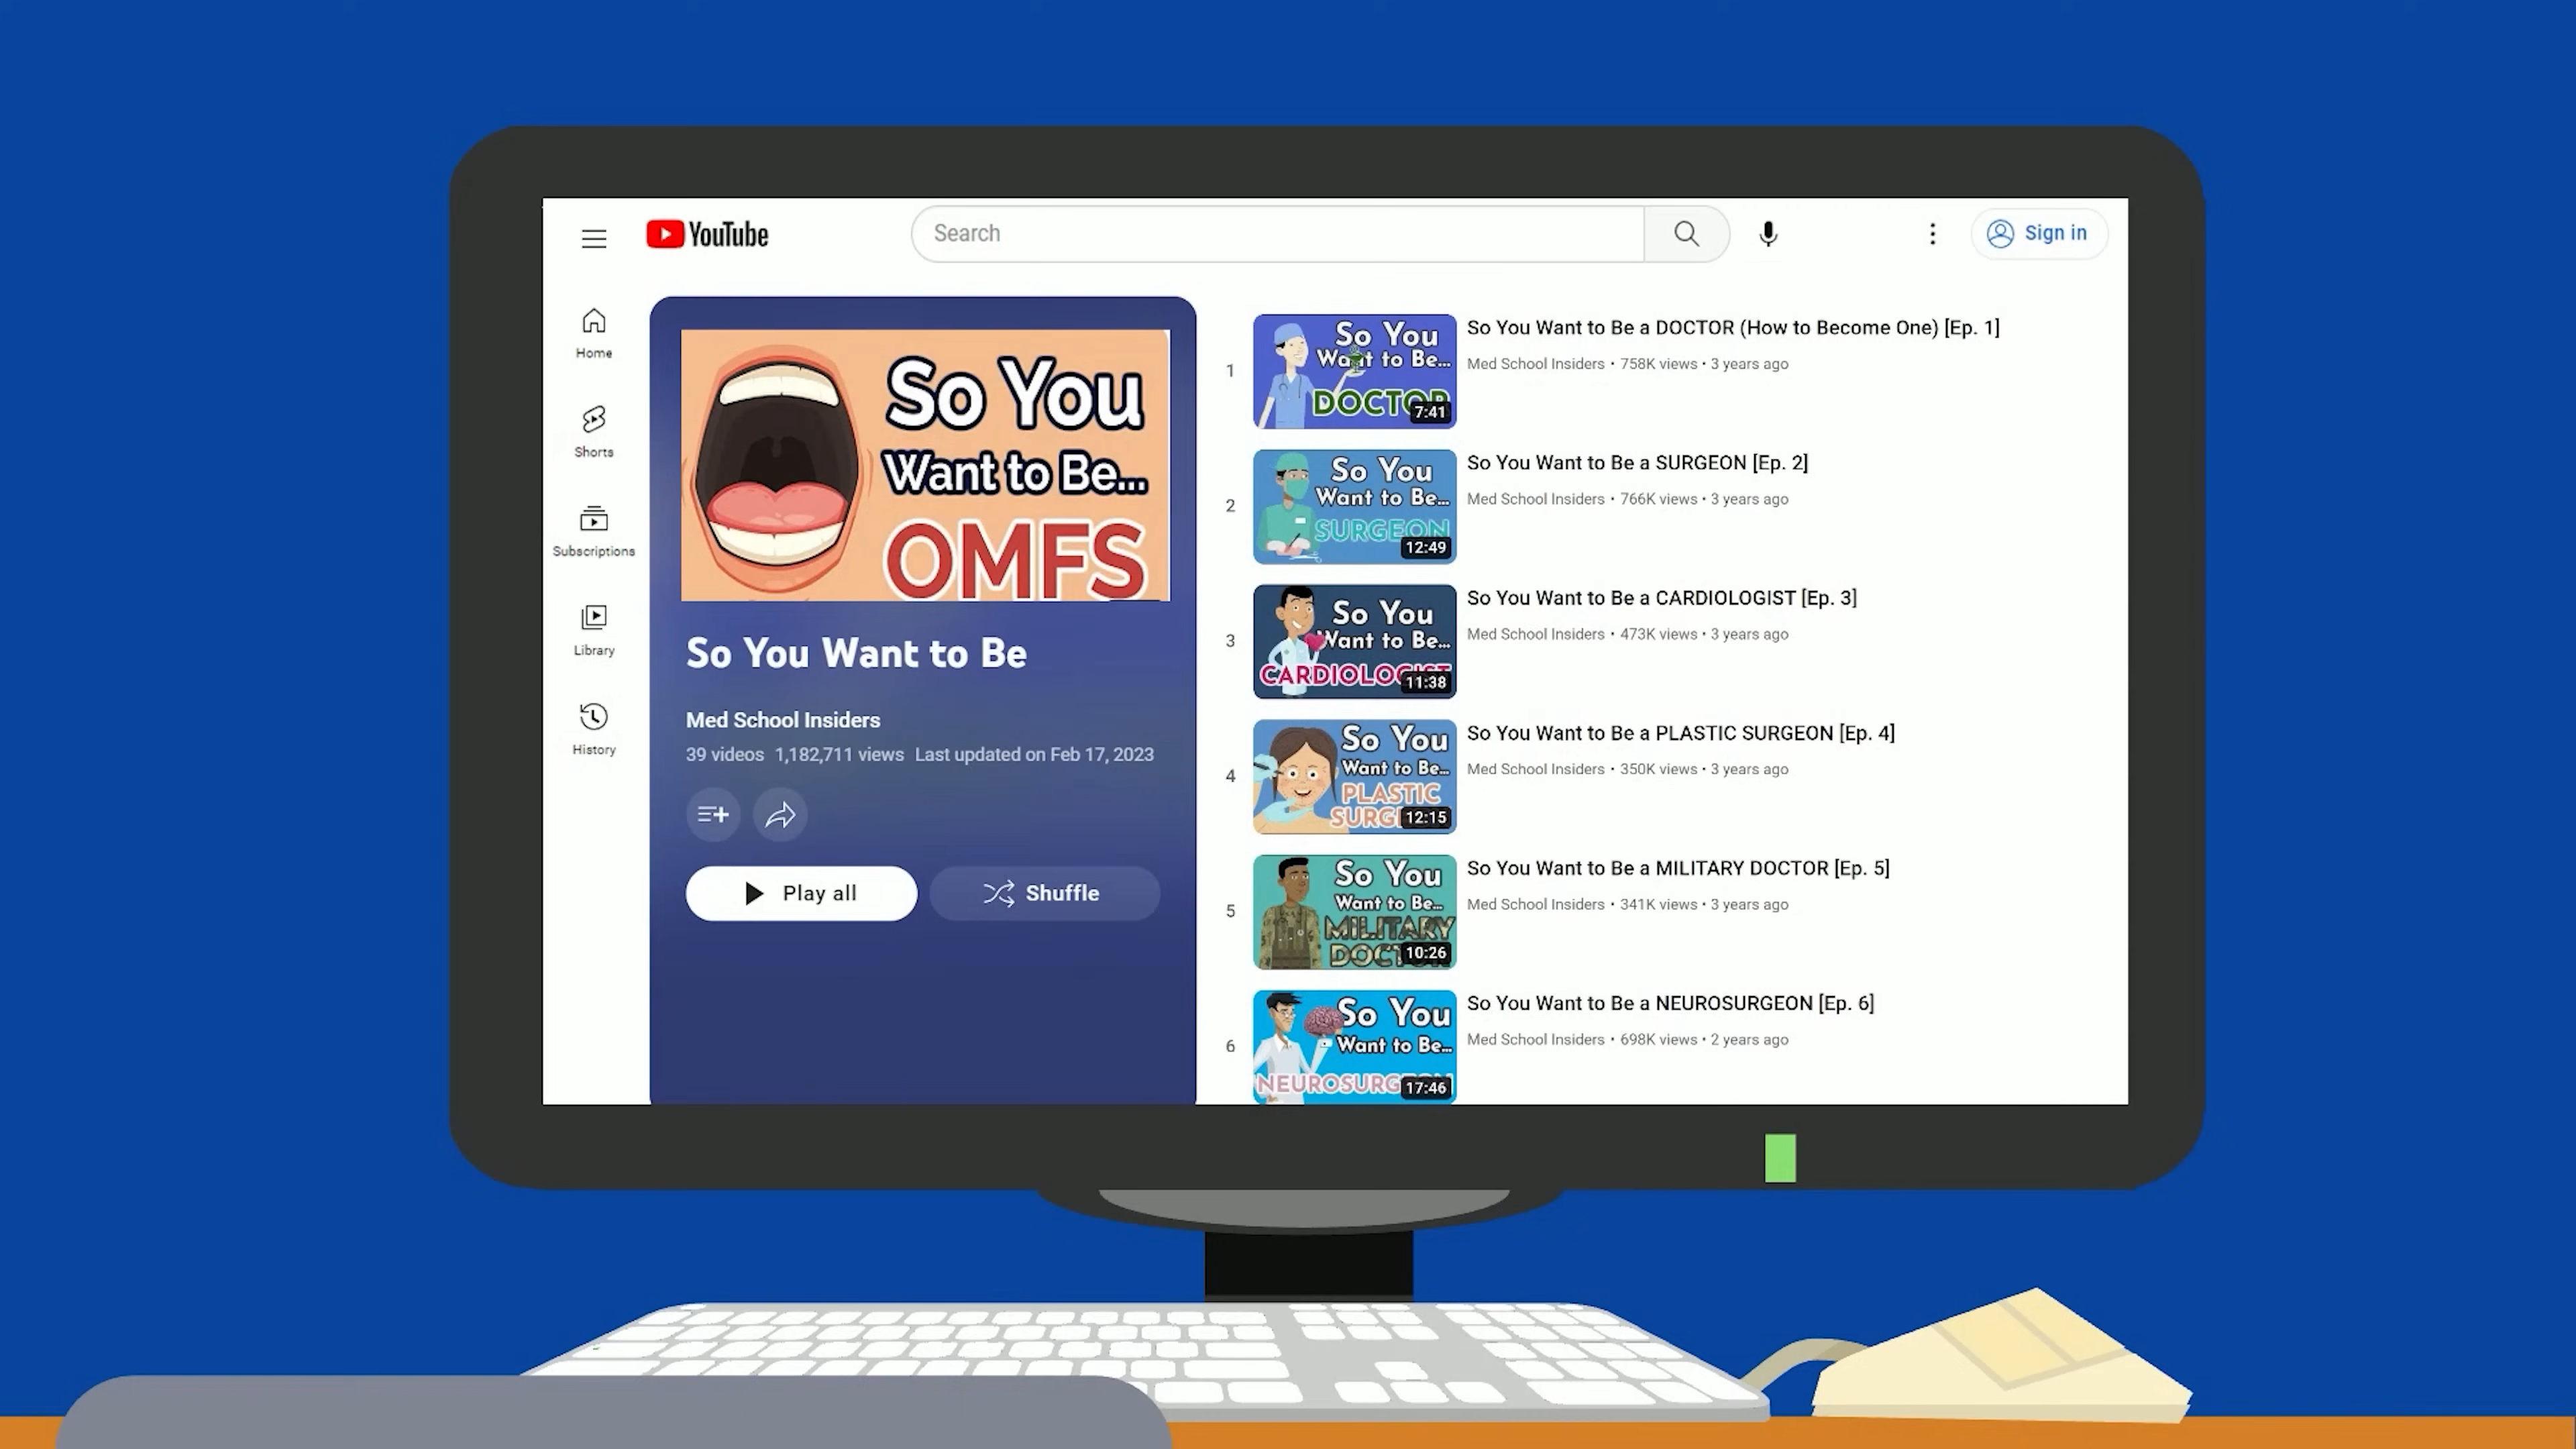 YouTube
Search
Sign in
Home
Shorts
Subscriptions
Library
History
So You
Want to Be...
OMFS
So You Want to Be
Med School Insiders
39 videos 1,182,711 views Last updated on Feb 17, 2023
Play all
Shuffle
1
So You
Want to Be...
DOCTOR
7:41
So You Want to Be a DOCTOR (How to Become One) [Ep. 1]
Med School Insiders • 758K views • 3 years ago
2
So You
Want to Be...
SURGEON
12:49
So You Want to Be a SURGEON [Ep. 2]
Med School Insiders • 766K views • 3 years ago
3
So You
Want to Be...
CARDIOLOGIST
11:38
So You Want to Be a CARDIOLOGIST [Ep. 3]
Med School Insiders • 473K views • 3 years ago
4
So You
Want to Be...
PLASTIC
SURG
12:15
So You Want to Be a PLASTIC SURGEON [Ep. 4]
Med School Insiders • 350K views • 3 years ago
5
So You
Want to Be...
MILITARY
DOCT
10:26
So You Want to Be a MILITARY DOCTOR [Ep. 5]
Med School Insiders • 341K views • 3 years ago
6
So You
Want to Be...
NEUROSURGEON
17:46
So You Want to Be a NEUROSURGEON [Ep. 6]
Med School Insiders • 698K views • 2 years ago